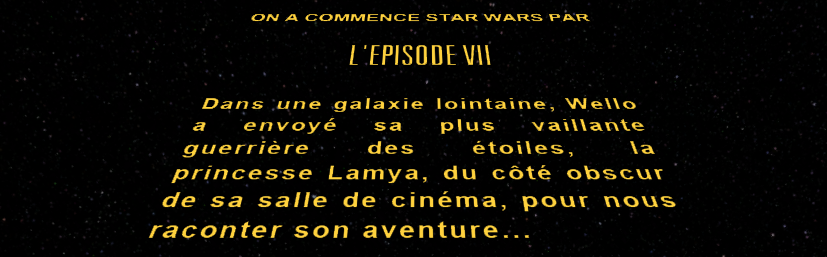 ON A COMMENCE STAR WARS PAR
L'EPISODE VII
Dans une galaxie lointaine, Wello
a envoyé sa plus vaillante
guerrière des étoiles, la
princesse Lamya, du côté obscur
de sa salle de cinéma, pour nous
raconter son aventure...